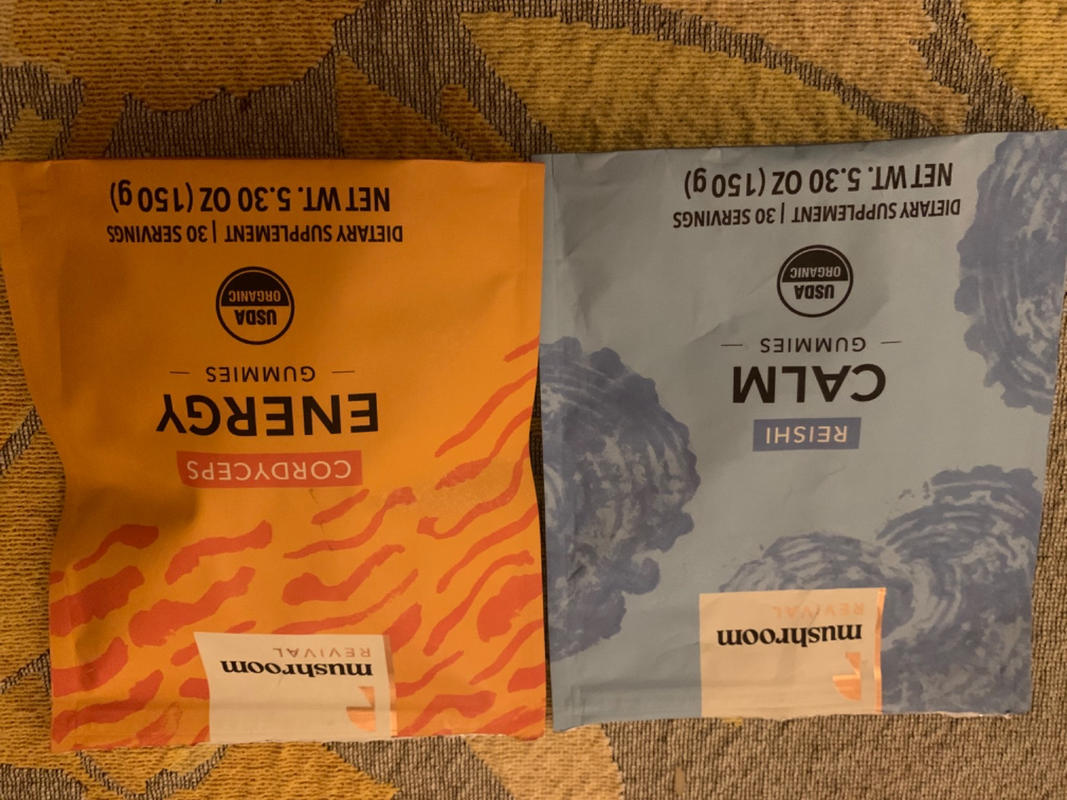 mushroom
REVIVAL
CORDYCEPS
ENERGY
— GUMMIES —
USDA
ORGANIC
DIETARY SUPPLEMENT | 30 SERVINGS
NET WT. 5.30 OZ (150 g)
mushroom
REVIVAL
REISHI
CALM
— GUMMIES —
USDA
ORGANIC
DIETARY SUPPLEMENT | 30 SERVINGS
NET WT. 5.30 OZ (150 g)